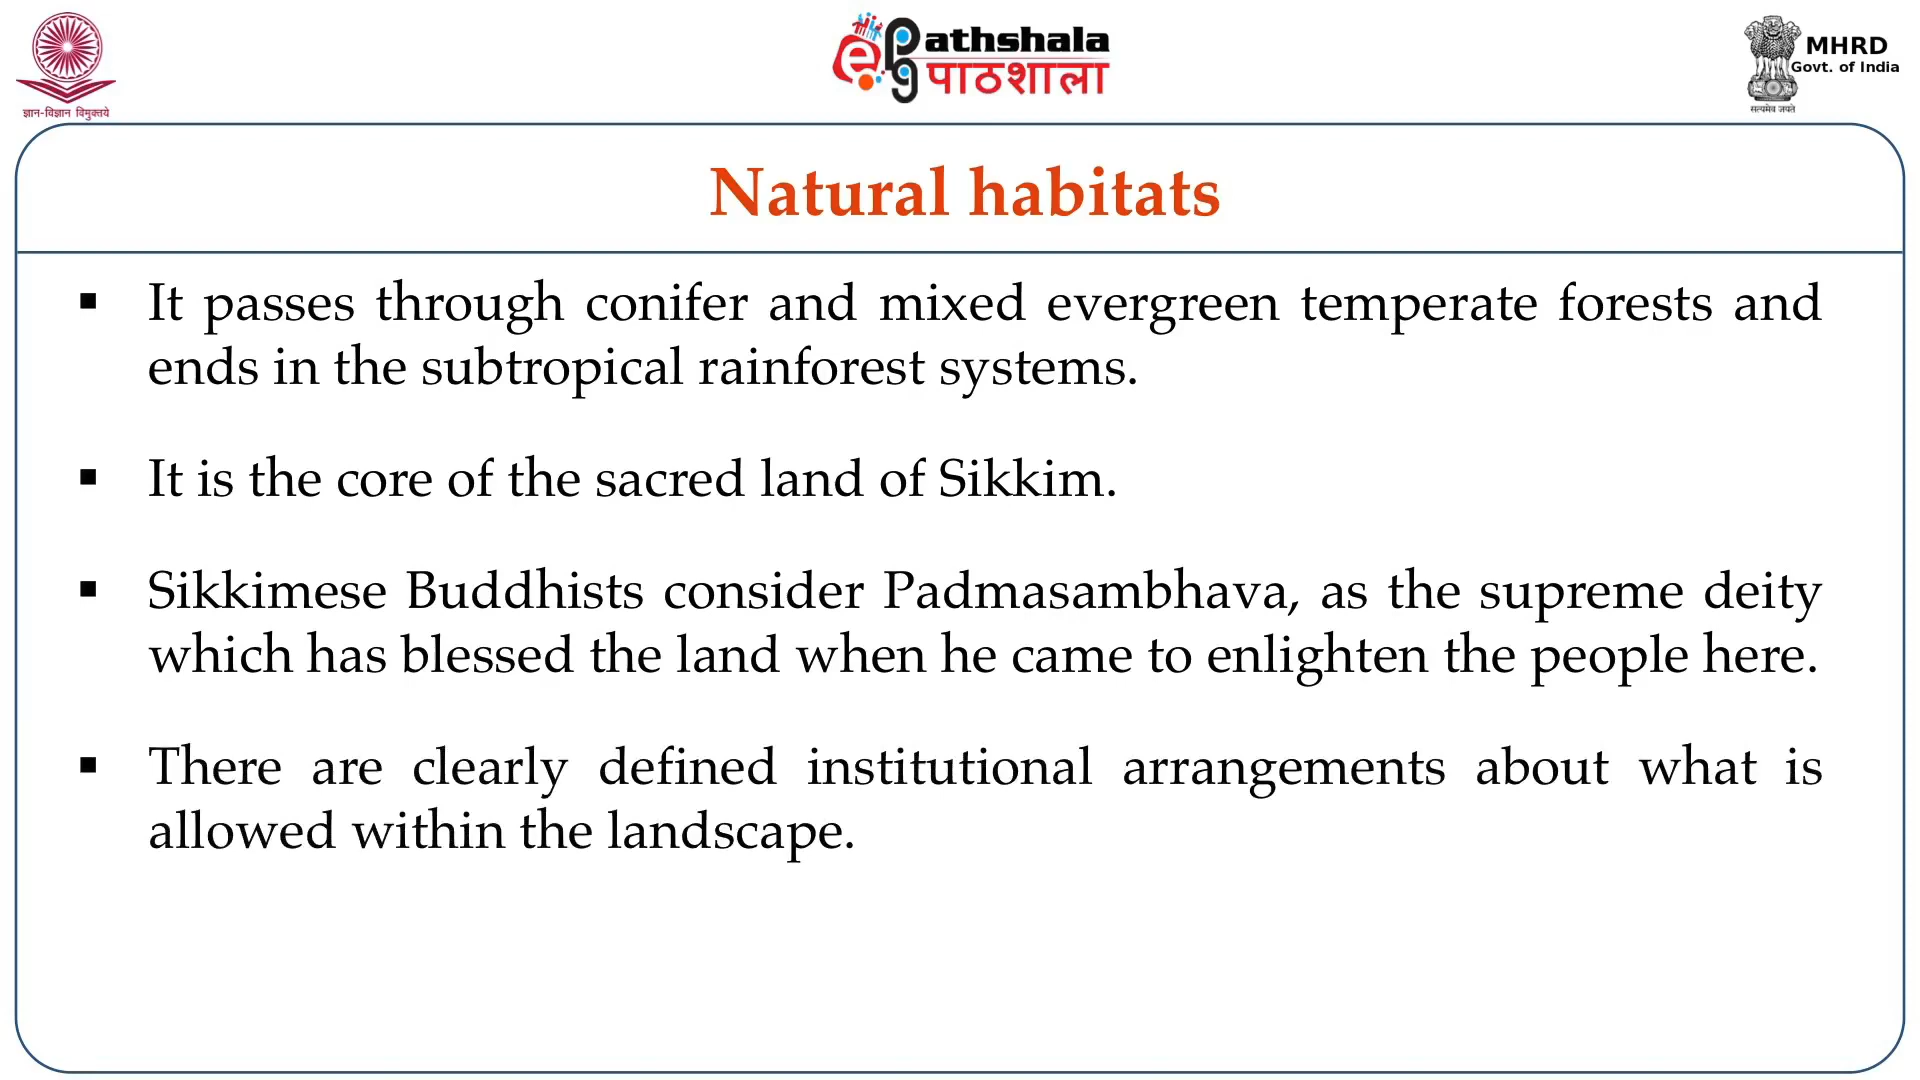 ज्ञान-विज्ञान विमुक्तये
athshala
पाठशाला
MHRD
Govt. of India
सत्यमेव जयते
Natural habitats
▪ It passes through conifer and mixed evergreen temperate forests and
ends in the subtropical rainforest systems.
▪ It is the core of the sacred land of Sikkim.
▪ Sikkimese Buddhists consider Padmasambhava, as the supreme deity
which has blessed the land when he came to enlighten the people here.
▪ There are clearly defined institutional arrangements about what is
allowed within the landscape.